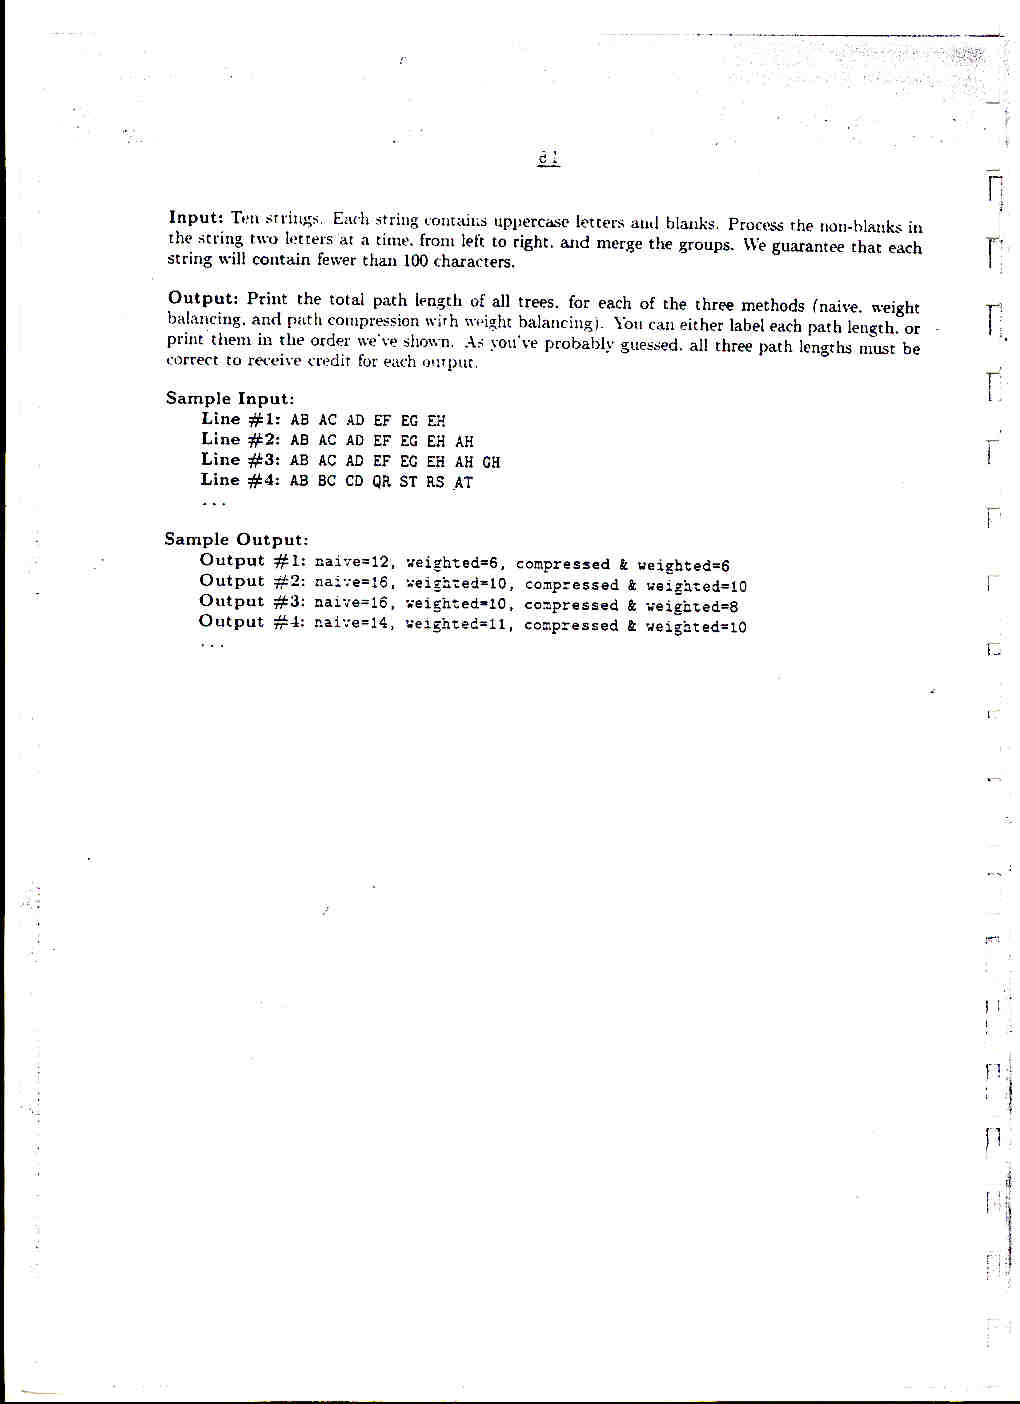 Input: Ten strings. Each string contains uppercase letters and blanks. Process the non-blanks in
the string two letters at a time, from left to right, and merge the groups. We guarantee that each
string will contain fewer than 100 characters.
Output: Print the total path length of all trees, for each of the three methods (naive, weight
balancing, and path compression with weight balancing). You can either label each path length, or
print them in the order we've shown. As you've probably guessed, all three path lengths must be
correct to receive credit for each output.
Sample Input:
Line #1: AB AC AD EF EG EH
Line #2: AB AC AD EF EG EH AH
Line #3: AB AC AD EF EG EH AH GH
Line #4: AB BC CD QR ST RS AT
...
Sample Output:
Output #1: naive=12, weighted=6, compressed & weighted=6
Output #2: naive=16, weighted=10, compressed & weighted=10
Output #3: naive=16, weighted=10, compressed & weighted=8
Output #4: naive=14, weighted=11, compressed & weighted=10
...